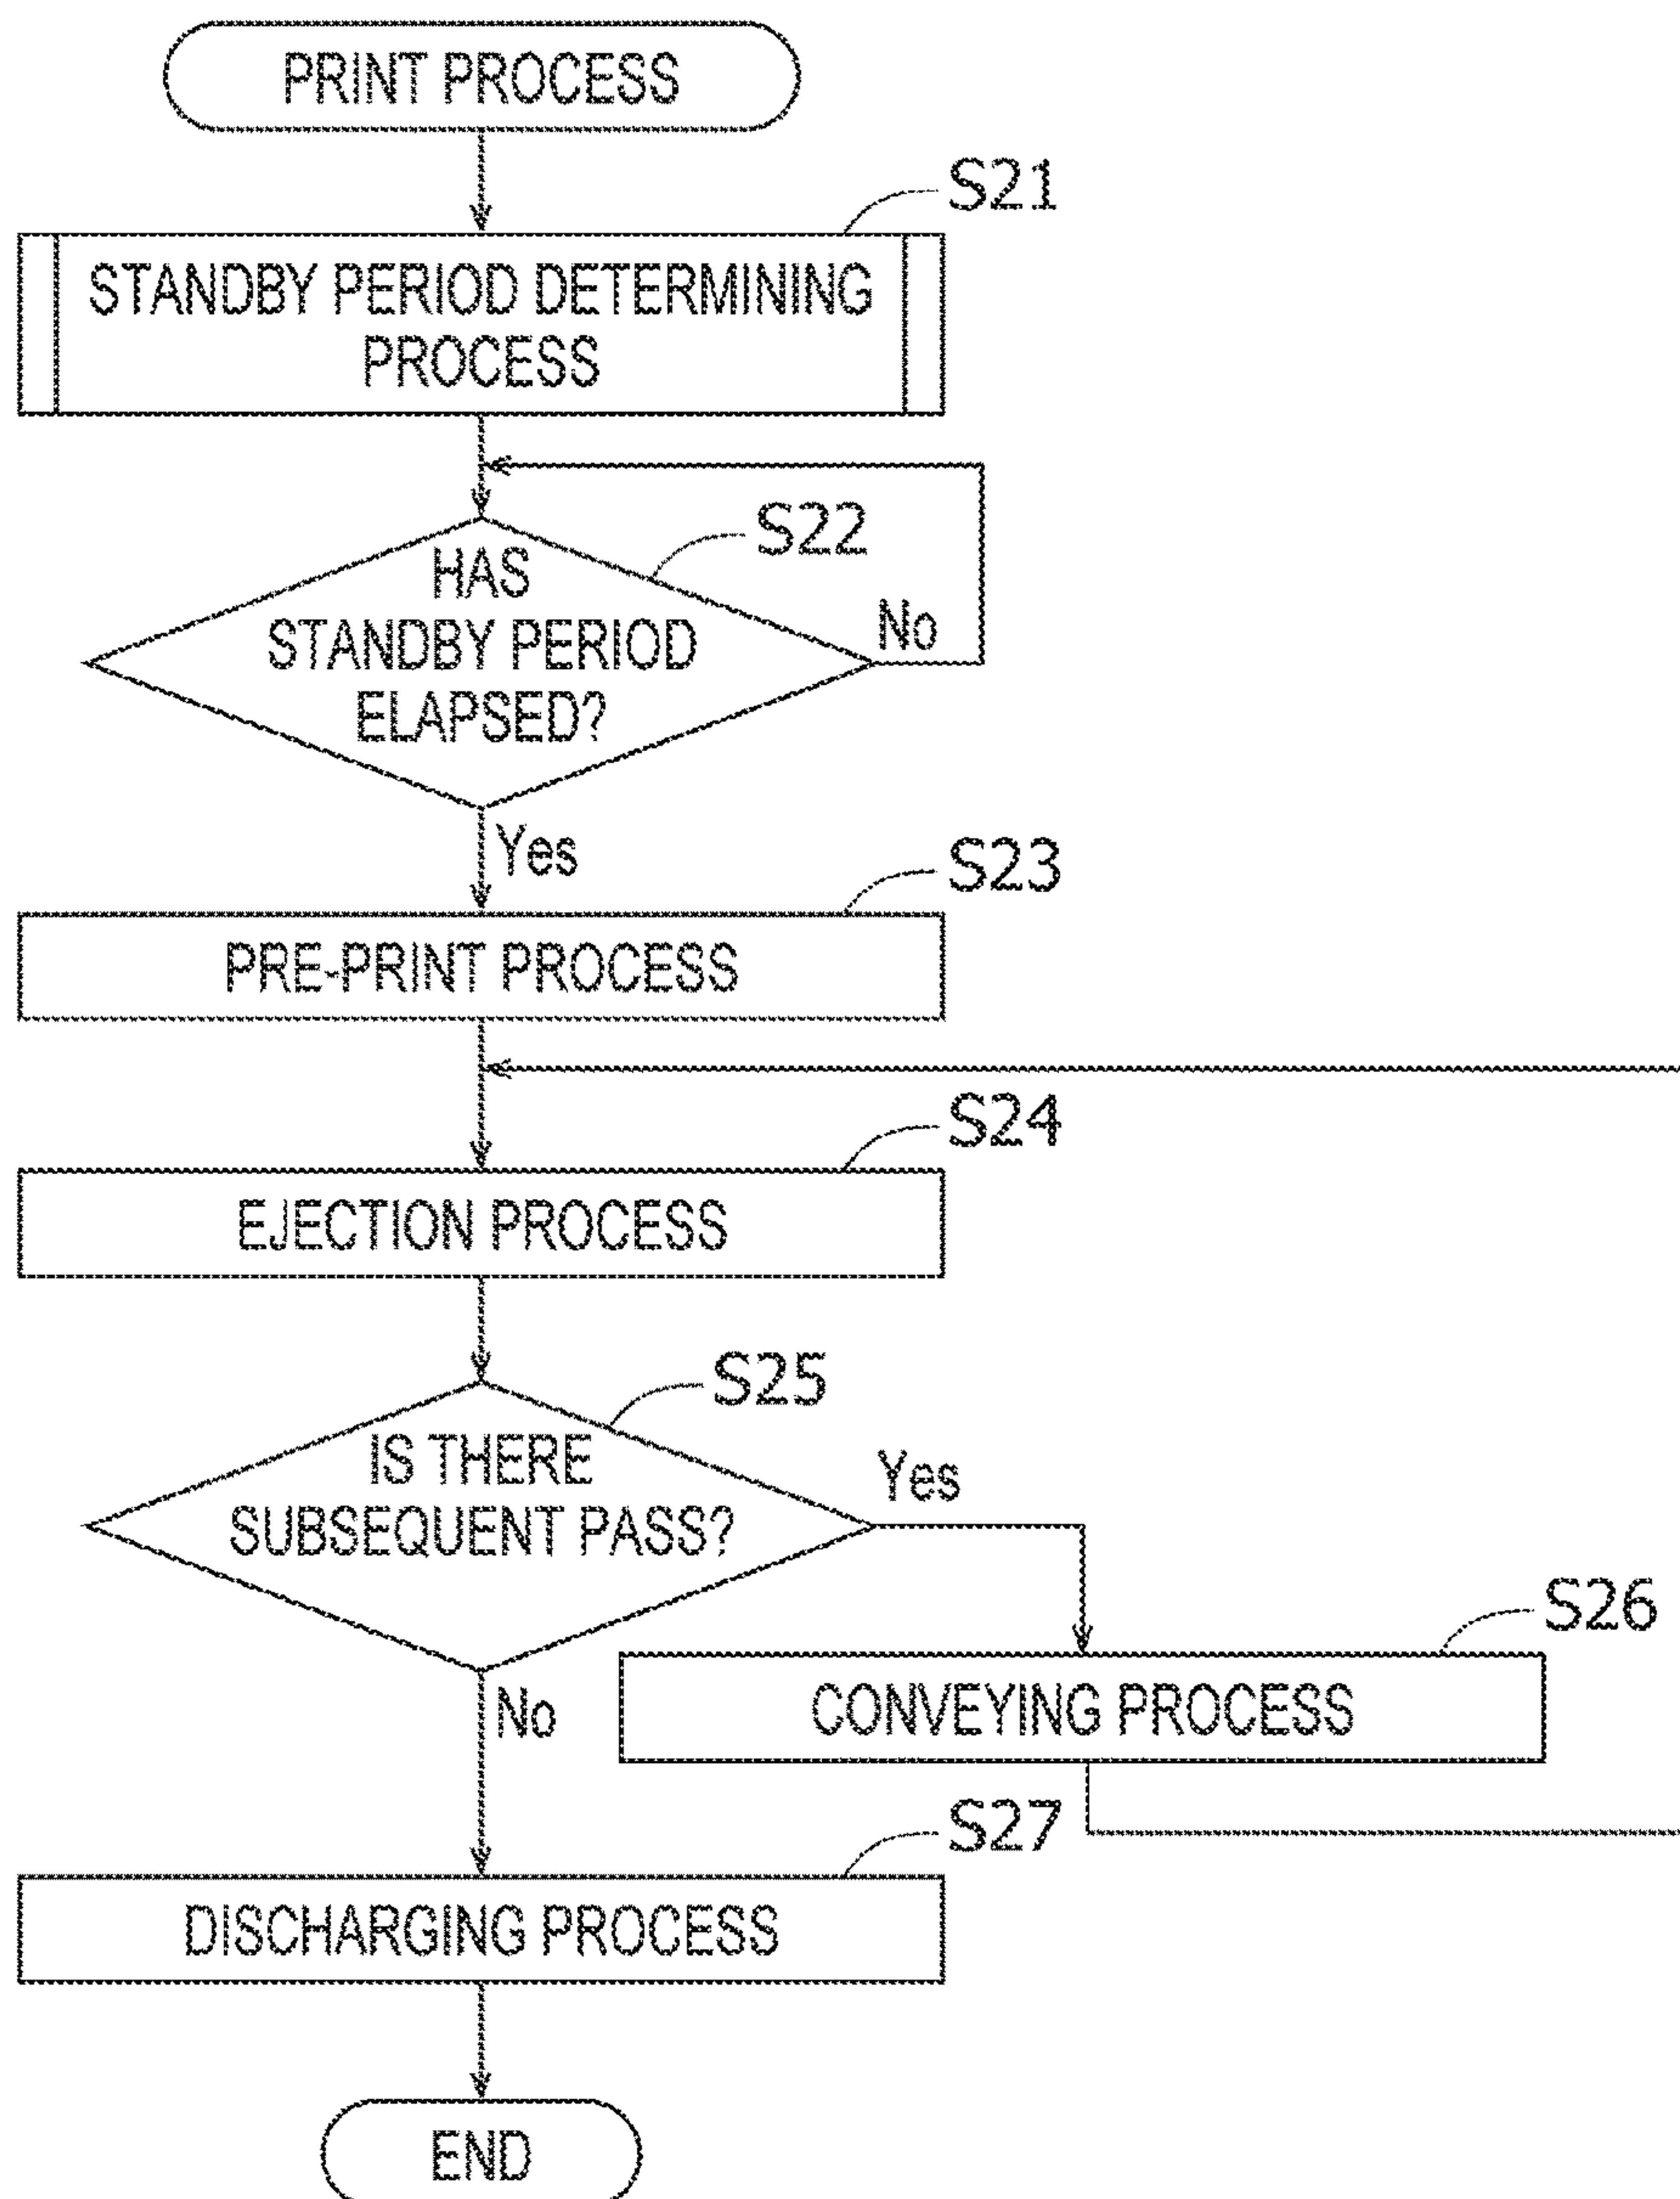 PRINT PROCESS
S21
STANDBY PERIOD DETERMINING
PROCESS
S22
HAS
STANDBY PERIOD
ELAPSED?
No
Yes
S23
PRE-PRINT PROCESS
S24
EJECTION PROCESS
S25
IS THERE
SUBSEQUENT PASS?
Yes
S26
CONVEYING PROCESS
No
S27
DISCHARGING PROCESS
END